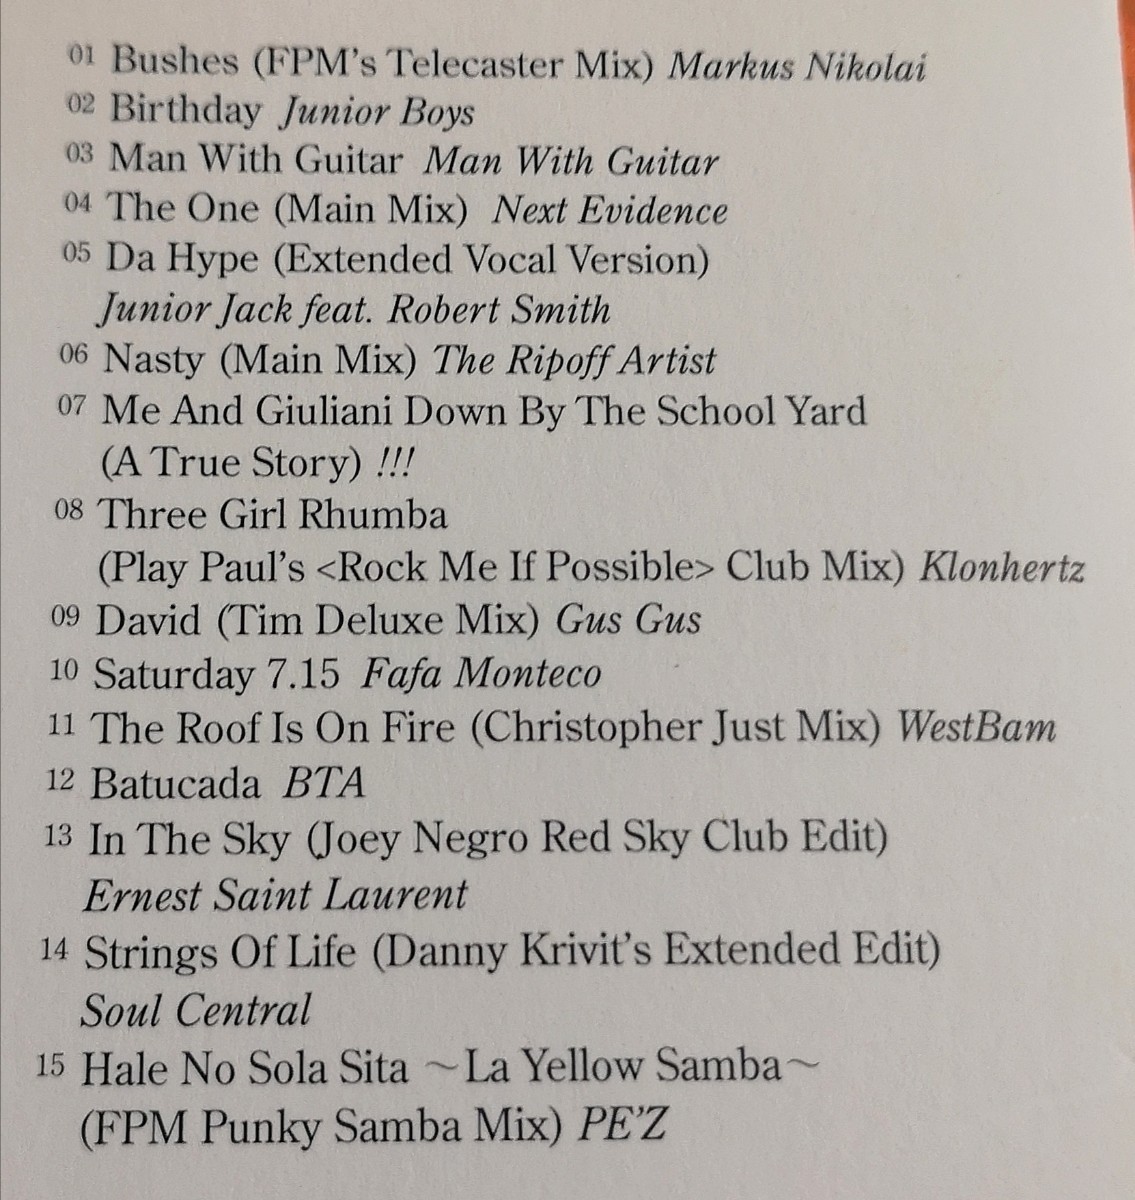 01 Bushes (FPM's Telecaster Mix) Markus Nikolai
02 Birthday Junior Boys
03 Man With Guitar Man With Guitar
04 The One (Main Mix) Next Evidence
05 Da Hype (Extended Vocal Version)
Junior Jack feat. Robert Smith
06 Nasty (Main Mix) The Ripoff Artist
07 Me And Giuliani Down By The School Yard
(A True Story) !!!
08 Three Girl Rhumba
(Play Paul's <Rock Me If Possible> Club Mix) Klonhertz
09 David (Tim Deluxe Mix) Gus Gus
10 Saturday 7.15 Fafa Monteco
11 The Roof Is On Fire (Christopher Just Mix) WestBam
12 Batucada BTA
13 In The Sky (Joey Negro Red Sky Club Edit)
Ernest Saint Laurent
14 Strings Of Life (Danny Krivit's Extended Edit)
Soul Central
15 Hale No Sola Sita ～La Yellow Samba～
(FPM Punky Samba Mix) PE'Z